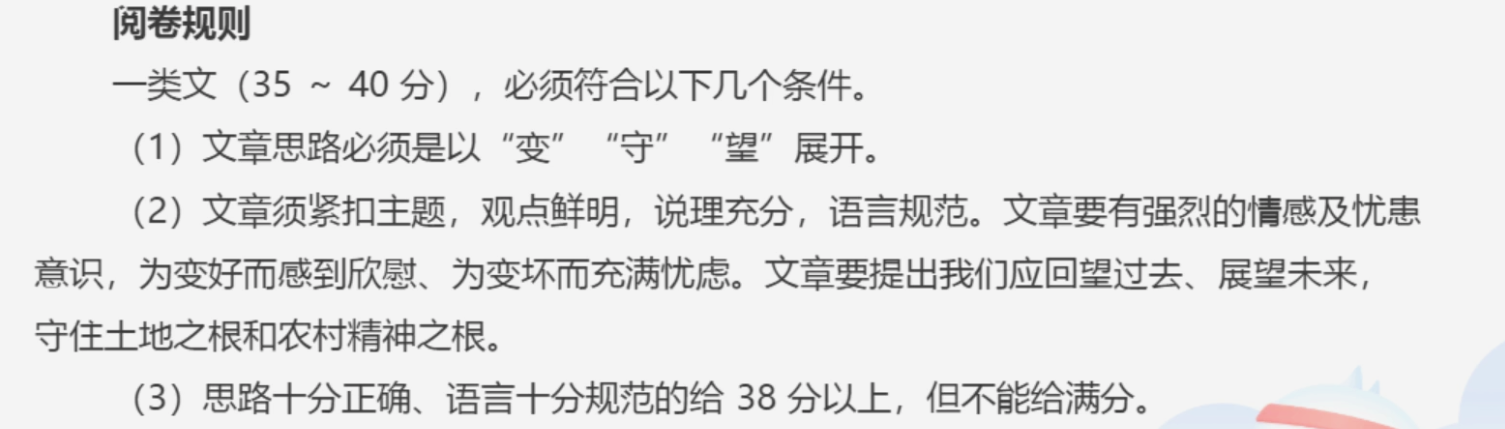 阅卷规则
一类文（35 ~ 40 分），必须符合以下几个条件。
（1）文章思路必须是以“变”“守”“望”展开。
（2）文章须紧扣主题，观点鲜明，说理充分，语言规范。文章要有强烈的情感及忧患
意识，为变好而感到欣慰、为变坏而充满忧虑。文章要提出我们应回望过去、展望未来，
守住土地之根和农村精神之根。
（3）思路十分正确、语言十分规范的给 38 分以上，但不能给满分。